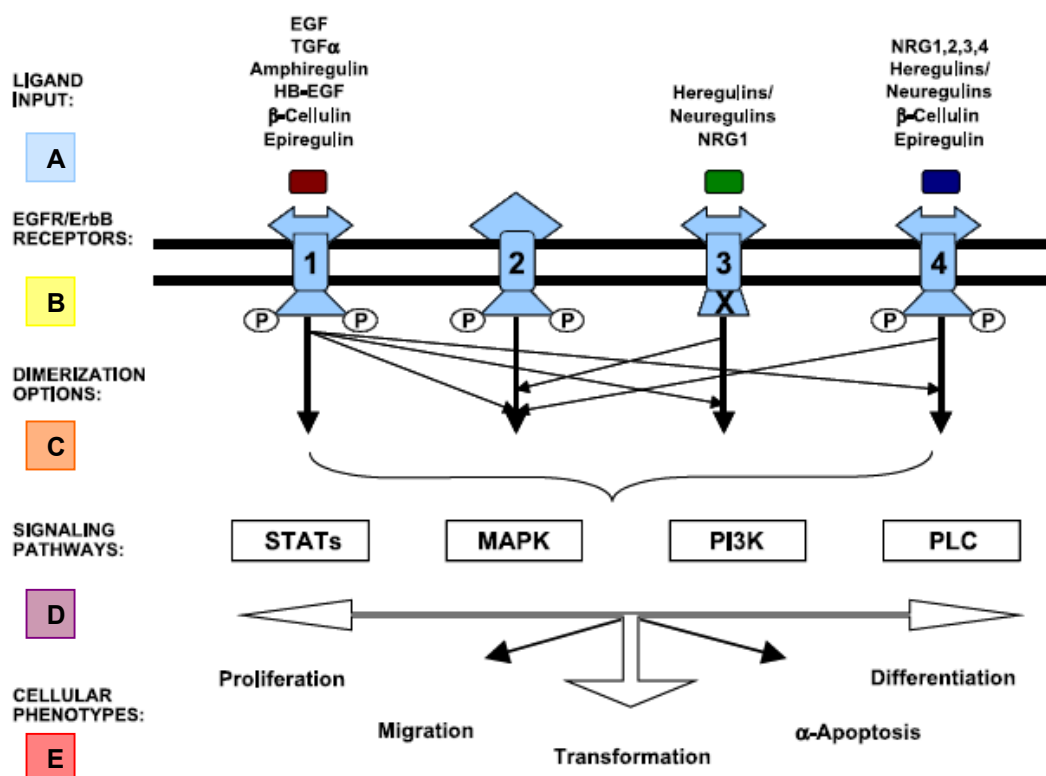 EGF
TGFα
Amphiregulin
HB-EGF
β-Cellulin
Epiregulin
Heregulins/
Neuregulins
NRG1
NRG1,2,3,4
Heregulins/
Neuregulins
β-Cellulin
Epiregulin
LIGAND
INPUT:
A
EGFR/ErbB
RECEPTORS:
1
2
3
4
B
X
P
P
P
P
P
P
DIMERIZATION
OPTIONS:
C
SIGNALING
PATHWAYS:
STATs
MAPK
PI3K
PLC
D
Proliferation
Differentiation
CELLULAR
PHENOTYPES:
Migration
α-Apoptosis
Transformation
E